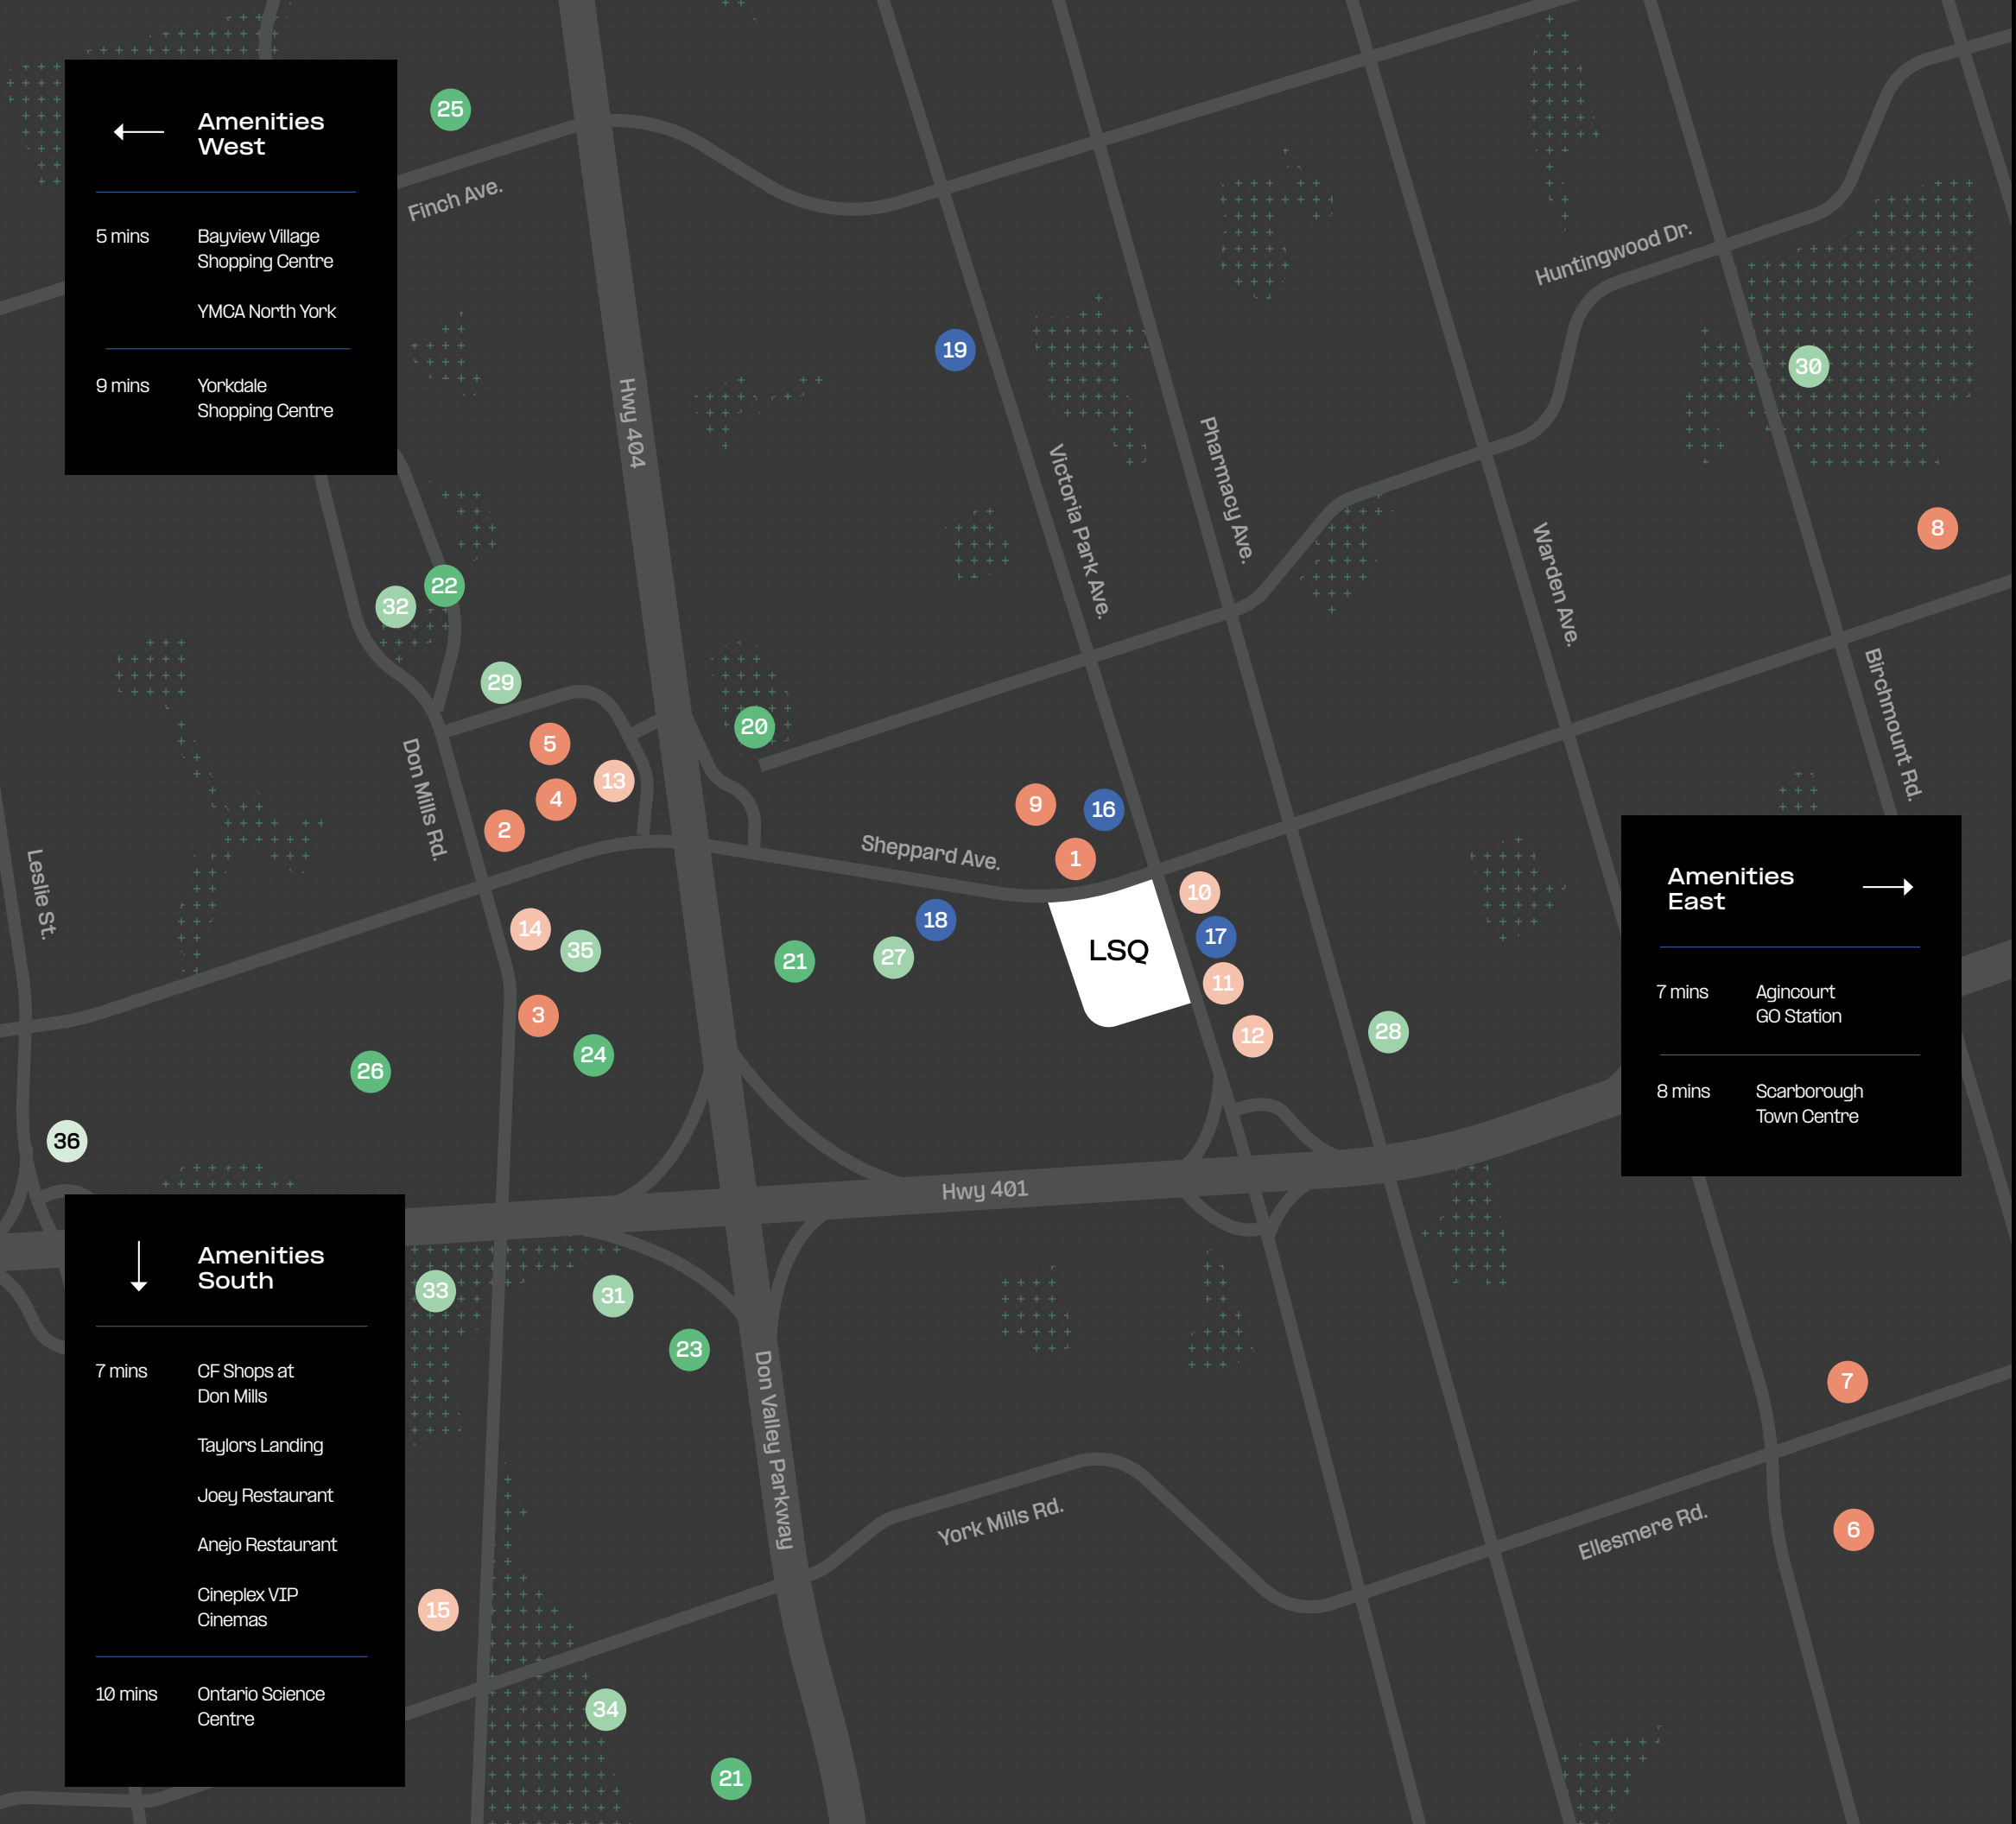 25
Amenities
West
5 mins
Bayview Village
Shopping Centre
YMCA North York
9 mins
Yorkdale
Shopping Centre
Finch Ave.
Hwy 404
19
Huntingwood Dr.
30
Victoria Park Ave.
Pharmacy Ave.
Warden Ave.
8
22
32
29
20
5
13
4
2
Don Mills Rd.
Birchmount Rd.
9
16
1
Sheppard Ave.
Leslie St.
10
14
35
18
17
21
27
LSQ
11
3
12
28
24
26
36
Amenities
East
7 mins
Agincourt
GO Station
8 mins
Scarborough
Town Centre
Hwy 401
Amenities
South
7 mins
CF Shops at
Don Mills
Taylors Landing
Joey Restaurant
Anejo Restaurant
Cineplex VIP
Cinemas
10 mins
Ontario Science
Centre
33
31
23
Don Valley Parkway
7
York Mills Rd.
Ellesmere Rd.
6
15
34
21